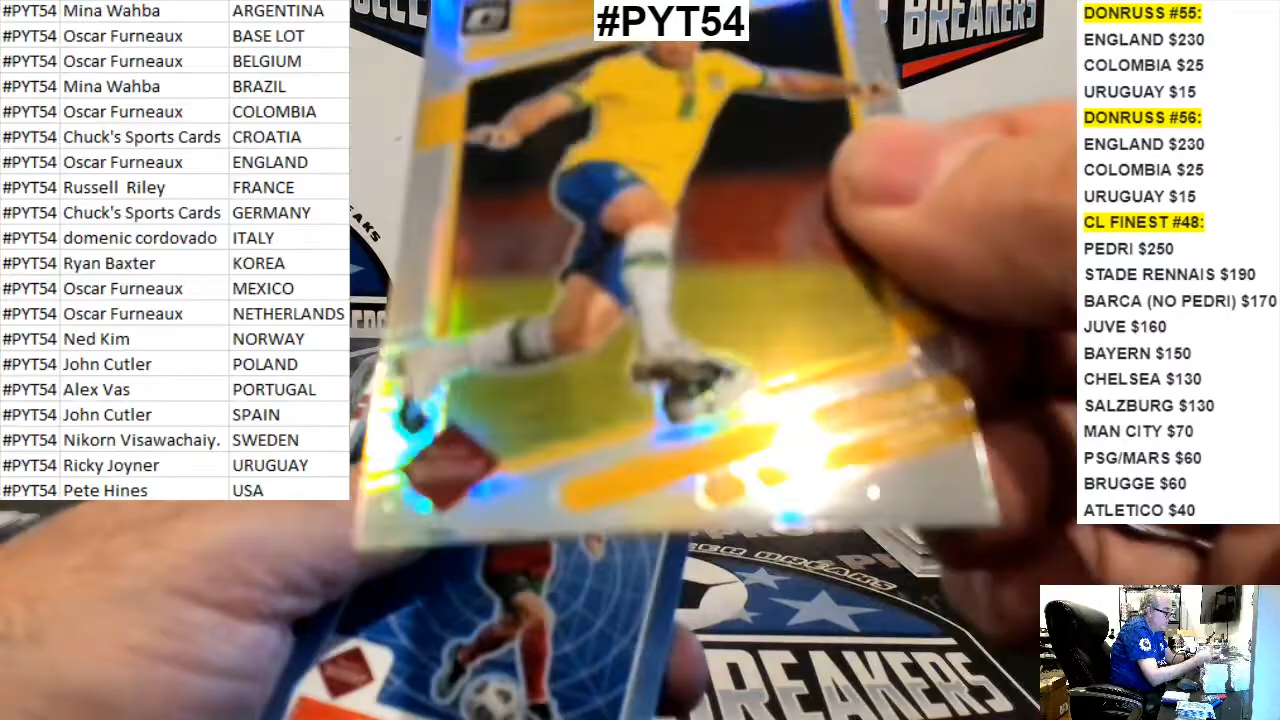 #PYT54
#PYT54 Mina Wahba ARGENTINA
#PYT54 Oscar Furneaux BASE LOT
#PYT54 Oscar Furneaux BELGIUM
#PYT54 Mina Wahba BRAZIL
#PYT54 Oscar Furneaux COLOMBIA
#PYT54 Chuck's Sports Cards CROATIA
#PYT54 Oscar Furneaux ENGLAND
#PYT54 Russell Riley FRANCE
#PYT54 Chuck's Sports Cards GERMANY
#PYT54 domenic cordovado ITALY
#PYT54 Ryan Baxter KOREA
#PYT54 Oscar Furneaux MEXICO
#PYT54 Oscar Furneaux NETHERLANDS
#PYT54 Ned Kim NORWAY
#PYT54 John Cutler POLAND
#PYT54 Alex Vas PORTUGAL
#PYT54 John Cutler SPAIN
#PYT54 Nikorn Visawachaiy. SWEDEN
#PYT54 Ricky Joyner URUGUAY
#PYT54 Pete Hines USA
DONRUSS #55:
ENGLAND $230
COLOMBIA $25
URUGUAY $15
DONRUSS #56:
ENGLAND $230
COLOMBIA $25
URUGUAY $15
CL FINEST #48:
PEDRI $250
STADE RENNAIS $190
BARCA (NO PEDRI) $170
JUVE $160
BAYERN $150
CHELSEA $130
SALZBURG $130
MAN CITY $70
PSG/MARS $60
BRUGGE $60
ATLETICO $40
BREAKERS
BREAKERS